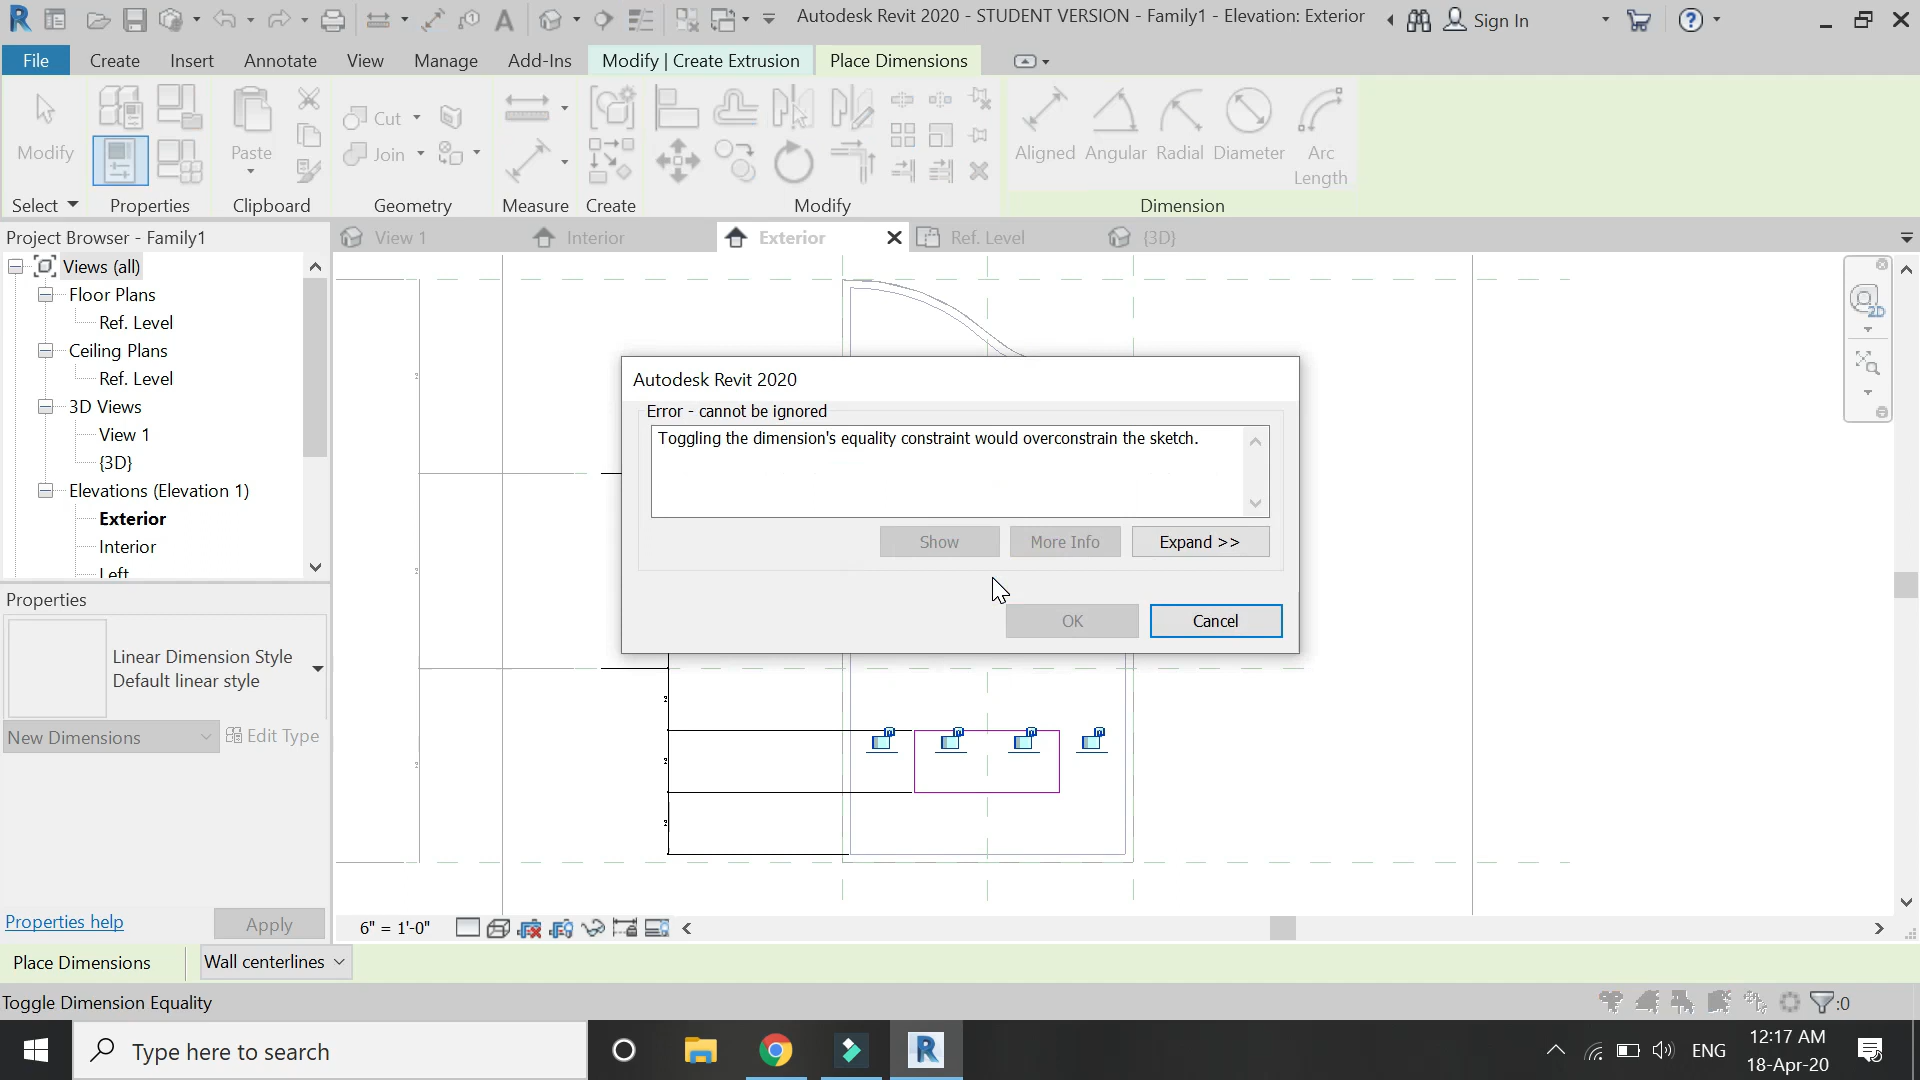 Autodesk Revit 2020 - STUDENT VERSION - Family1 - Elevation: Exterior
Sign In
File
Create
Insert
Annotate
View
Manage
Add-Ins
Modify | Create Extrusion
Place Dimensions
Modify
Cut
Join
Paste
Aligned
Angular
Radial
Diameter
Arc
Length
Select
Properties
Clipboard
Geometry
Measure
Create
Modify
Dimension
Project Browser - Family1
View 1
Interior
Exterior
Ref. Level
{3D}
Views (all)
Floor Plans
Ref. Level
Ceiling Plans
Ref. Level
3D Views
View 1
{3D}
Elevations (Elevation 1)
Exterior
Interior
Left
2D
Autodesk Revit 2020
Error - cannot be ignored
Toggling the dimension's equality constraint would overconstrain the sketch.
Show
More Info
Expand >>
OK
Cancel
Properties
Linear Dimension Style
Default linear style
New Dimensions
Edit Type
Properties help
Apply
6" = 1'-0"
Place Dimensions
Wall centerlines
Toggle Dimension Equality
:0
Type here to search
ENG
12:17 AM
18-Apr-20